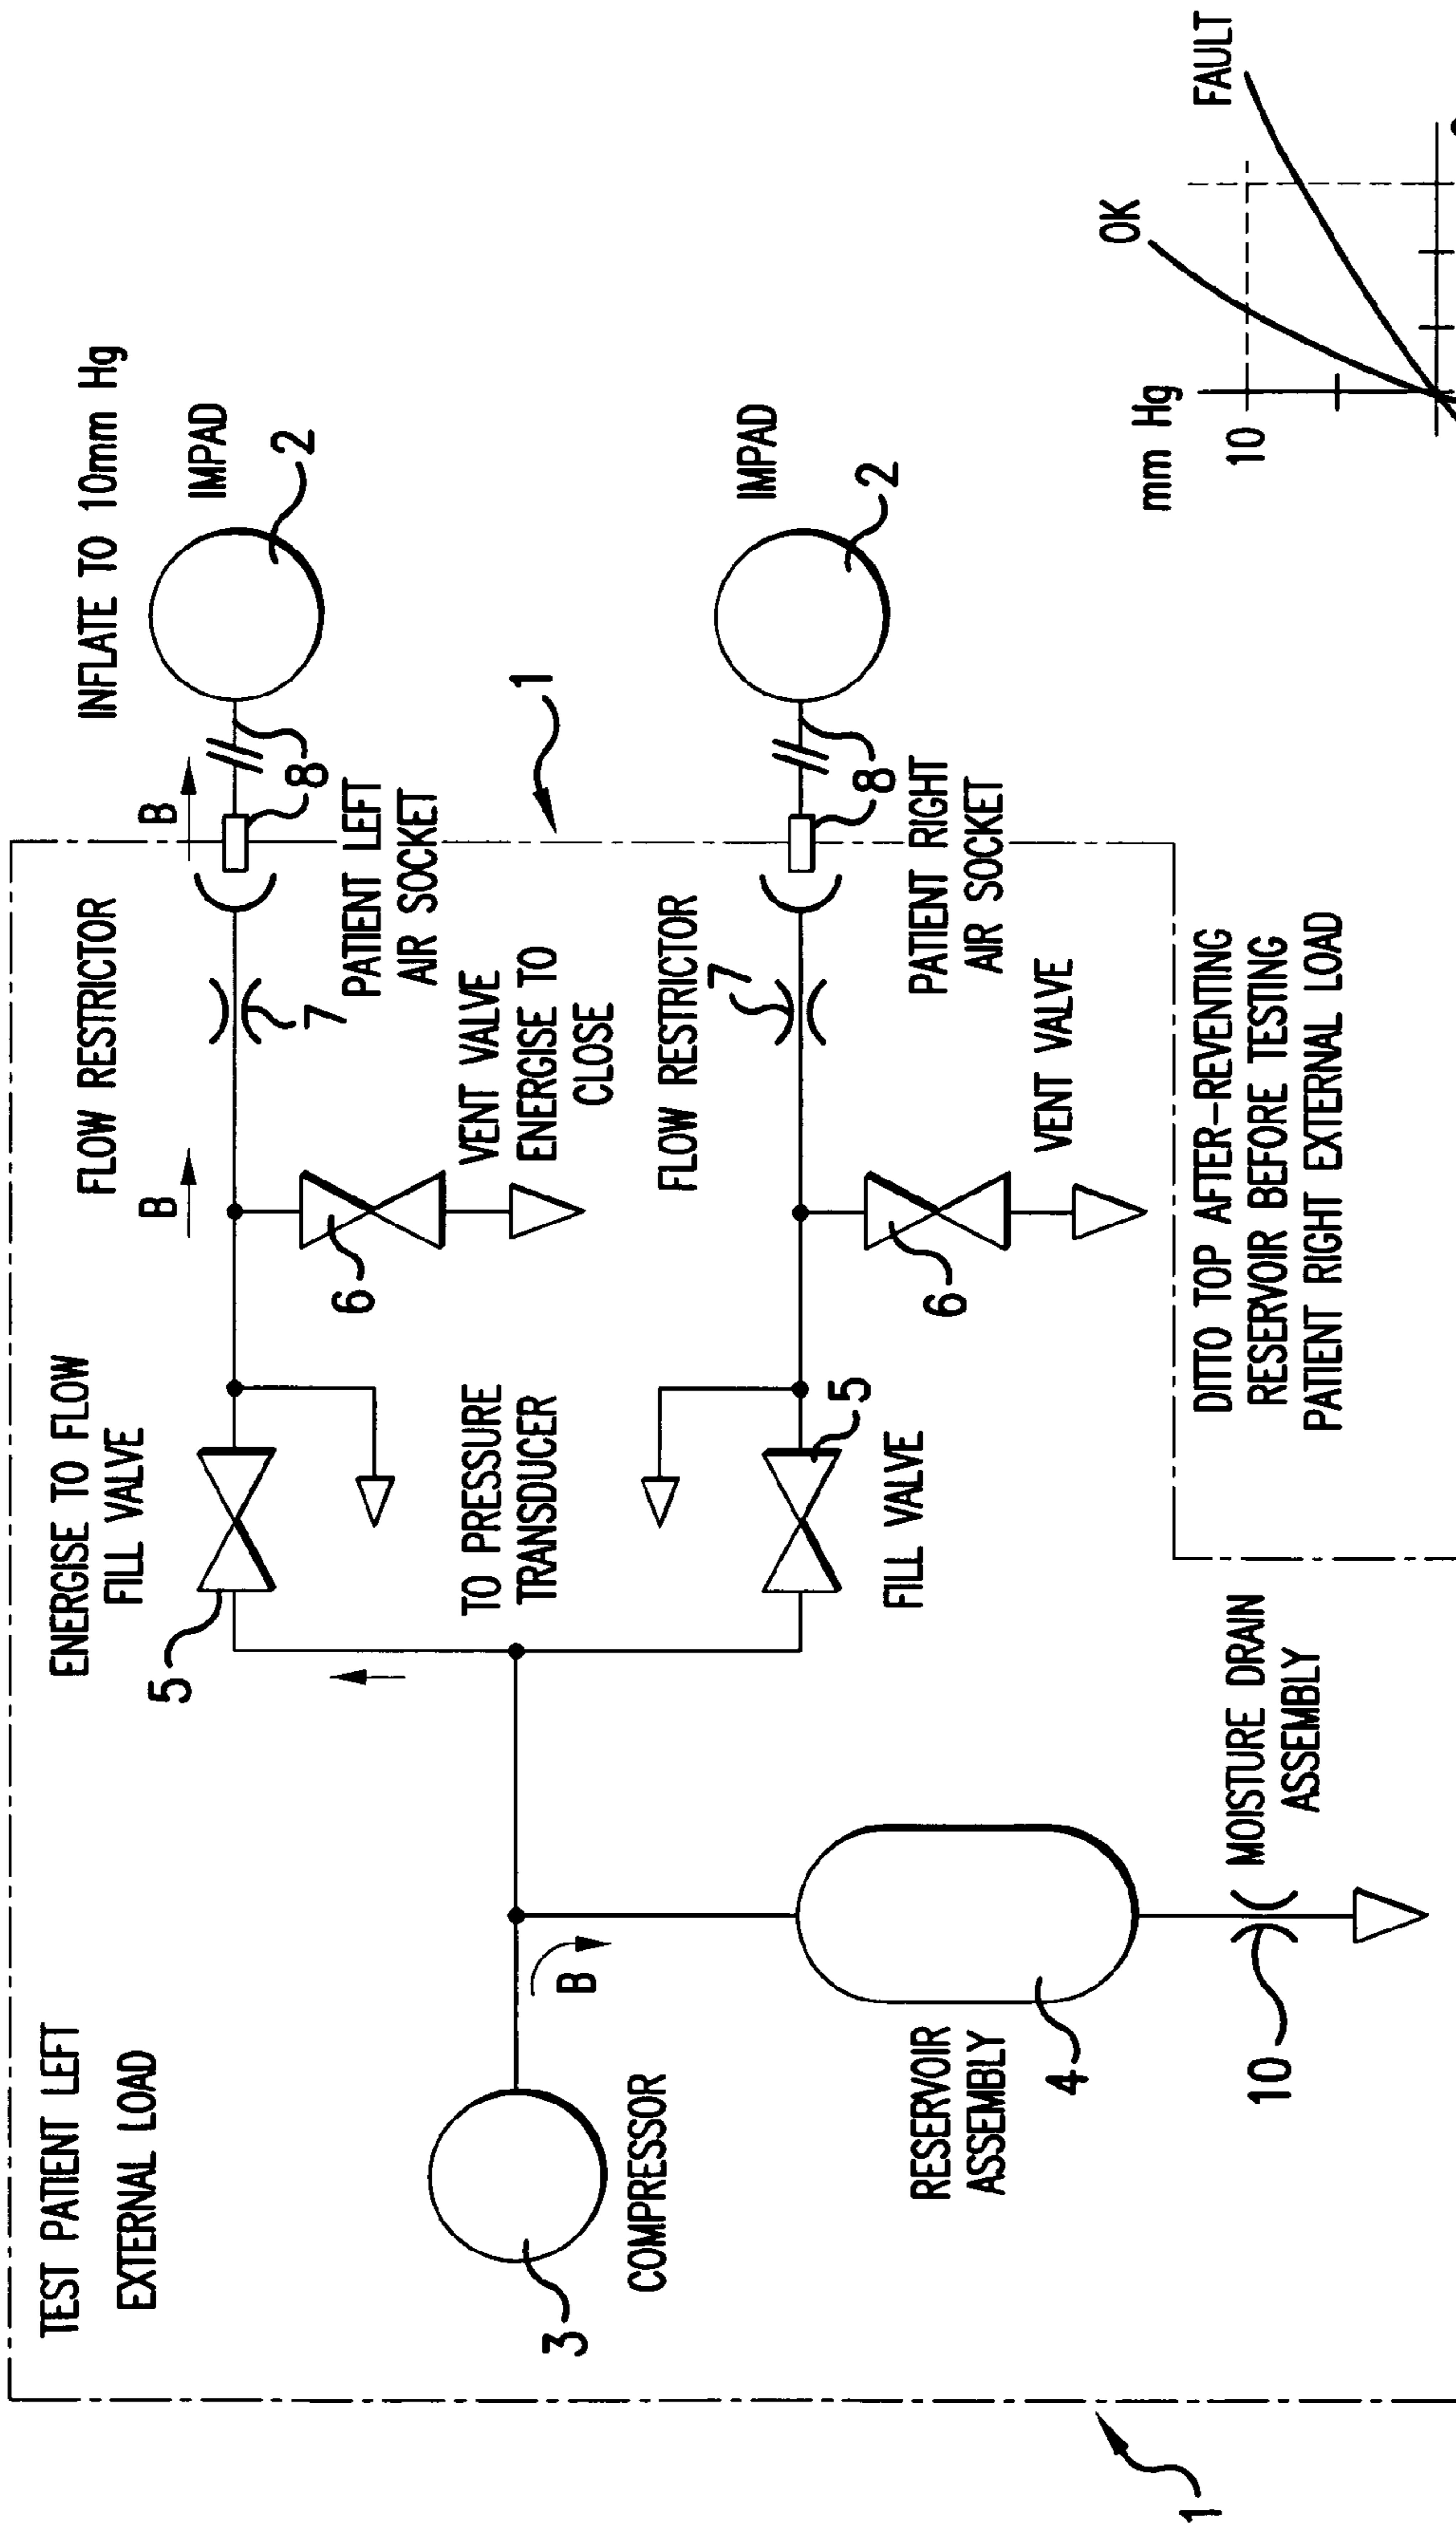 TEST PATIENT LEFT
EXTERNAL LOAD
ENERGISE TO FLOW
FILL VALVE
5
FLOW RESTRICTOR
B
B
7
INFLATE TO 10mm Hg
IMPAD
2
8
PATIENT LEFT
AIR SOCKET
6
VENT VALVE
ENERGISE TO
CLOSE
1
3
COMPRESSOR
B
TO PRESSURE
TRANSDUCER
FLOW RESTRICTOR
7
IMPAD
2
8
PATIENT RIGHT
AIR SOCKET
5
FILL VALVE
6
VENT VALVE
RESERVOIR
ASSEMBLY
4
MOISTURE DRAIN
ASSEMBLY
10
DITTO TOP AFTER-REVENTING
RESERVOIR BEFORE TESTING
PATIENT RIGHT EXTERNAL LOAD
1
mm Hg
10
OK
FAULT